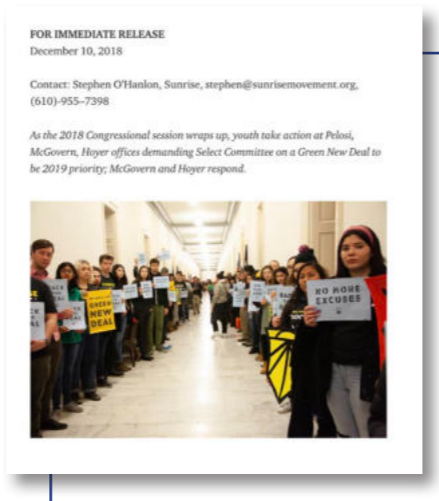 FOR IMMEDIATE RELEASE
December 10, 2018
Contact: Stephen O'Hanlon, Sunrise, stephen@sunrisemovement.org,
(610)-955-7398
As the 2018 Congressional session wraps up, youth take action at Pelosi,
McGovern, Hoyer offices demanding Select Committee on a Green New Deal to
be 2019 priority; McGovern and Hoyer respond.
GREEN
NEW
DEAL
NO MORE
EXCUSES